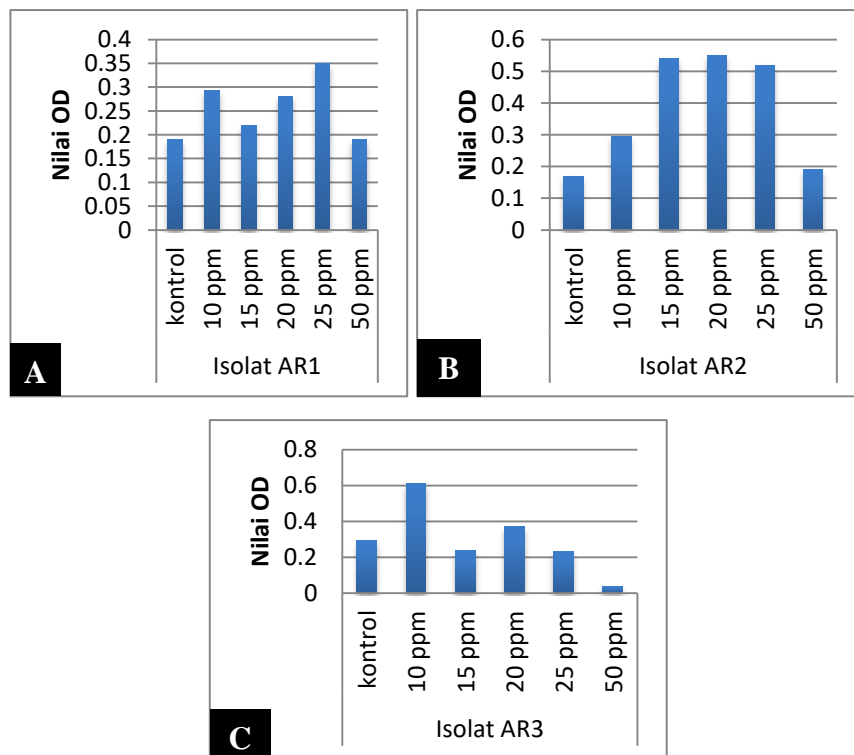 Nilai OD
0.4
0.35
0.3
0.25
0.2
0.15
0.1
0.05
0
kontrol
10 ppm
15 ppm
20 ppm
25 ppm
50 ppm
Isolat AR1
A
Nilai OD
0.6
0.5
0.4
0.3
0.2
0.1
0
kontrol
10 ppm
15 ppm
20 ppm
25 ppm
50 ppm
Isolat AR2
B
Nilai OD
0.8
0.6
0.4
0.2
0
kontrol
10 ppm
15 ppm
20 ppm
25 ppm
50 ppm
Isolat AR3
C